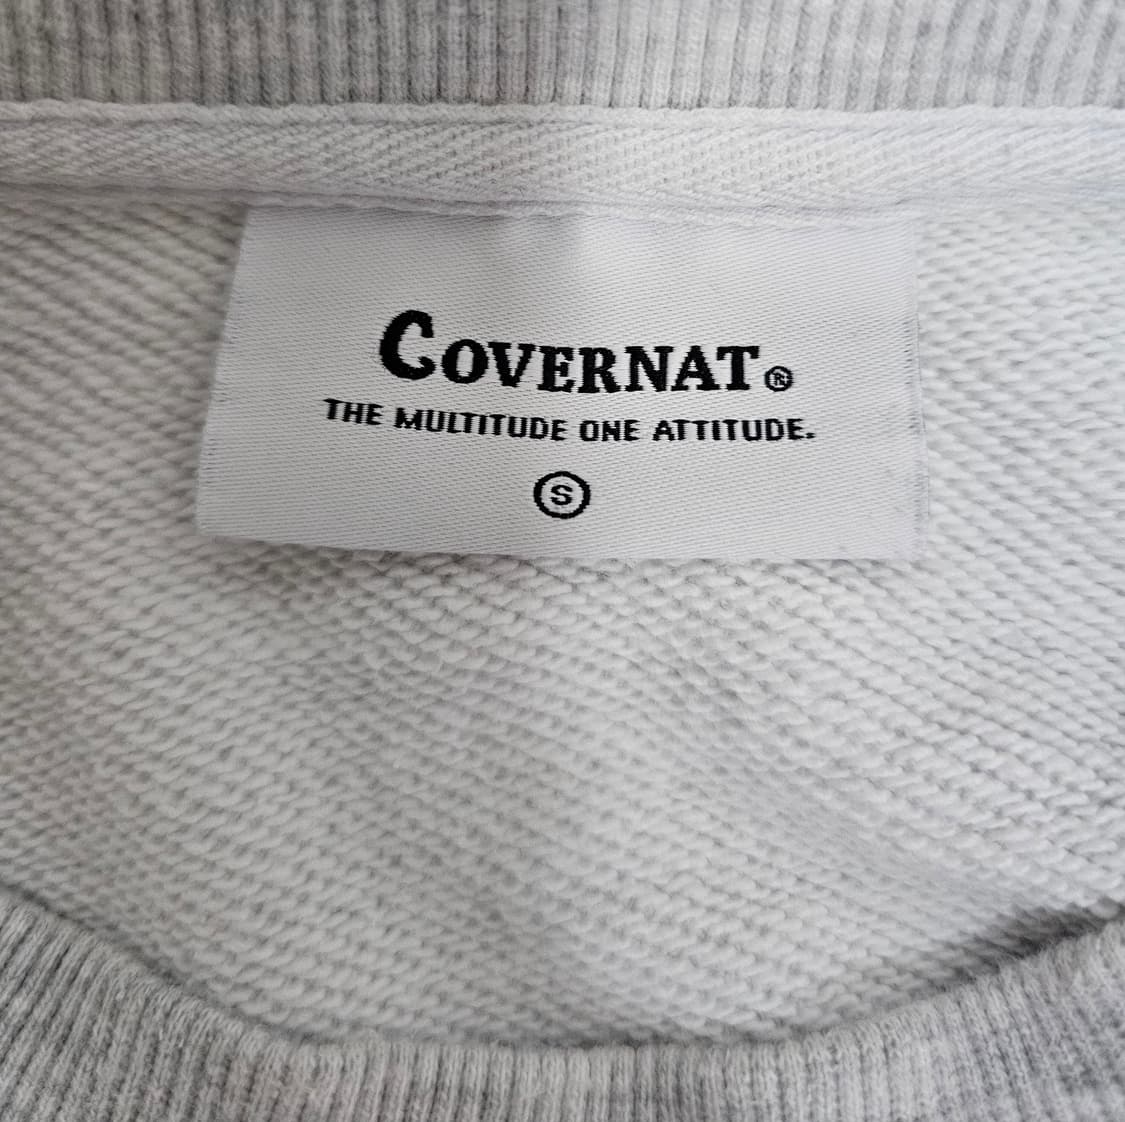 COVERNAT®
THE MULTITUDE ONE ATTITUDE.
S